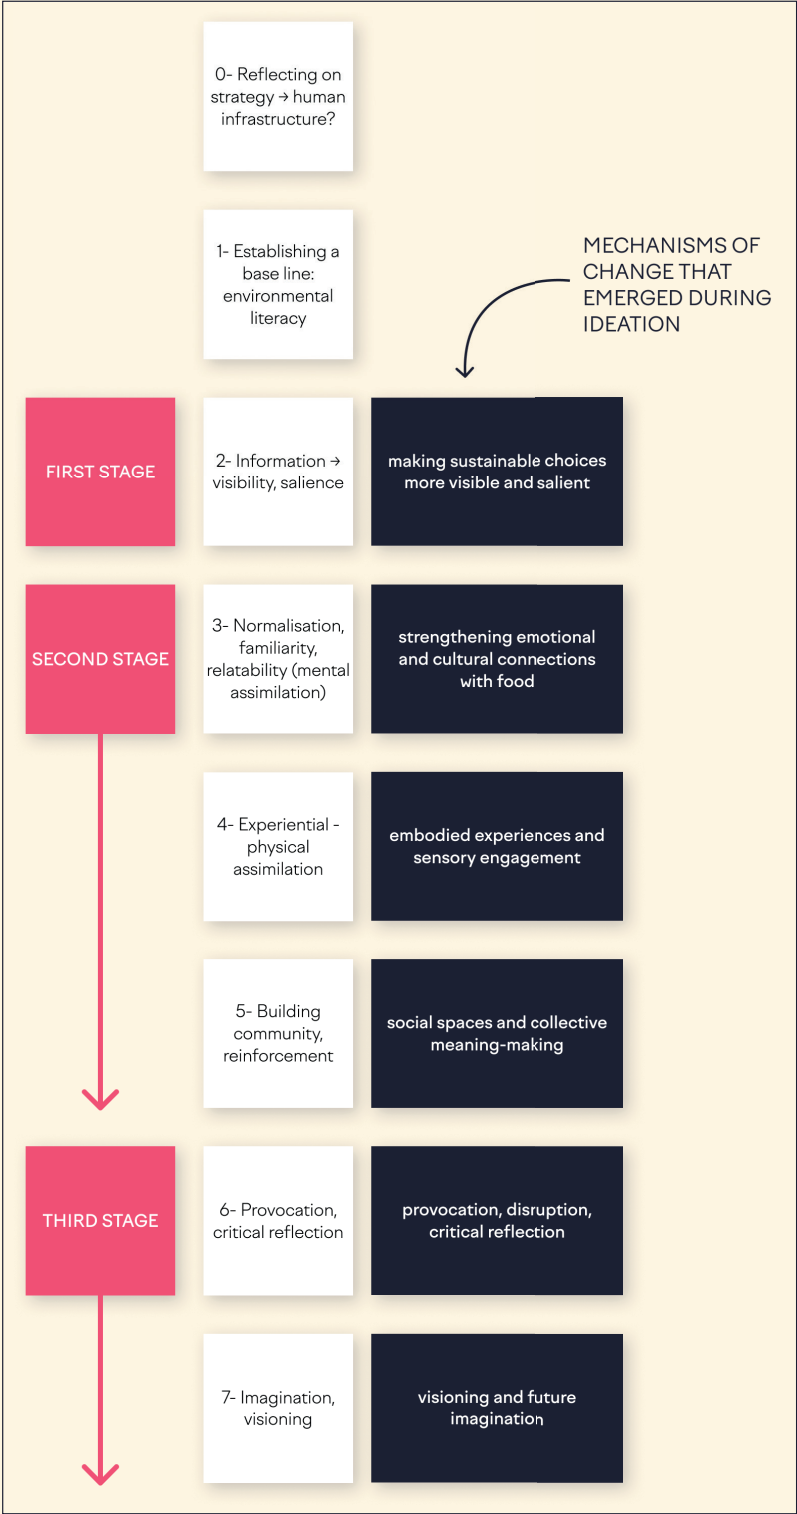 0- Reflecting on
strategy → human
infrastructure?
1- Establishing a
base line:
environmental
literacy
MECHANISMS OF
CHANGE THAT
EMERGED DURING
IDEATION
FIRST STAGE
2- Information →
visibility, salience
making sustainable choices
more visible and salient
SECOND STAGE
3- Normalisation,
familiarity,
relatability (mental
assimilation)
strengthening emotional
and cultural connections
with food
4- Experiential -
physical
assimilation
embodied experiences and
sensory engagement
5- Building
community,
reinforcement
social spaces and collective
meaning-making
THIRD STAGE
6- Provocation,
critical reflection
provocation, disruption,
critical reflection
7- Imagination,
visioning
visioning and future
imagination